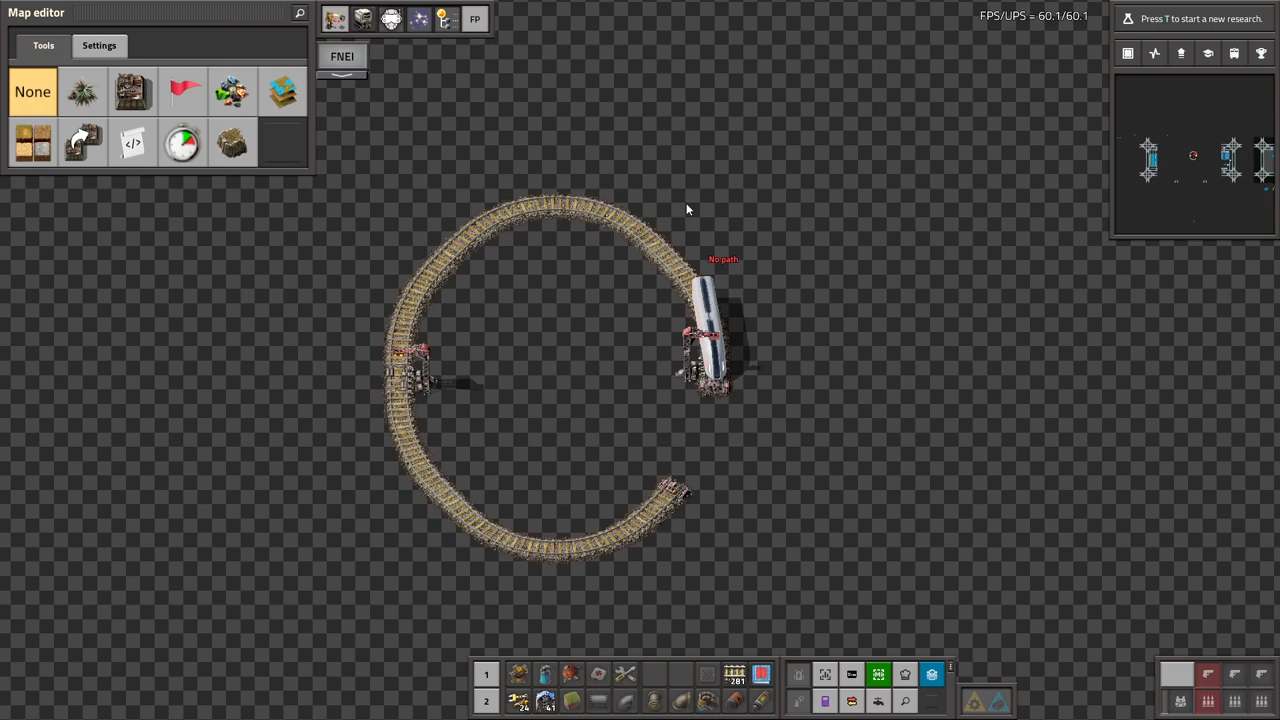 Map editor
FP
FPS/UPS = 60.1/60.1
Press T to start a new research.
Tools
Settings
FNEI
None
</>
No path
1
281
2
24
41